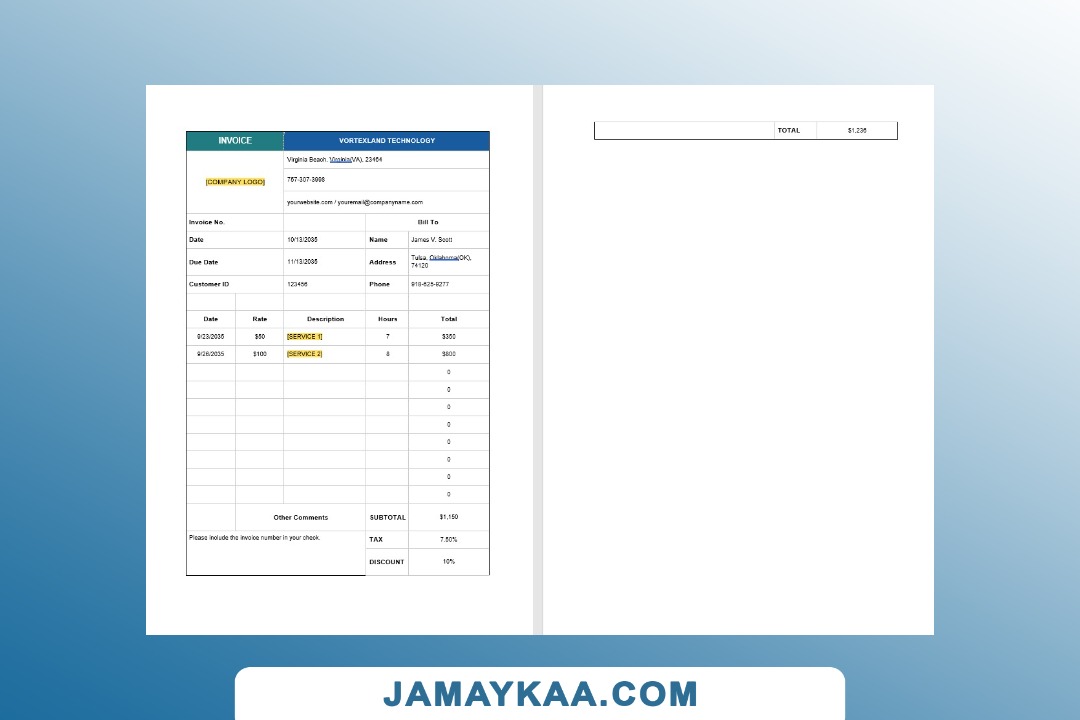 INVOICE VORTEXLAND TECHNOLOGY
Virginia Beach, Virginia(VA), 23464
[COMPANY LOGO] 757-307-3998
yourwebsite.com / youremail@companyname.com
Invoice No. Bill To
Date 10/13/2035 Name James V. Scott
Due Date 11/13/2035 Address Tulsa, Oklahoma(OK), 74120
Customer ID 123456 Phone 918-625-9277
Date Rate Description Hours Total
9/23/2035 $50 [SERVICE 1] 7 $350
9/26/2035 $100 [SERVICE 2] 8 $800
0
0
0
0
0
0
0
0
Other Comments SUBTOTAL $1,150
Please include the invoice number in your check. TAX 7.50%
DISCOUNT 10%
TOTAL $1,236
JAMAYKAA.COM